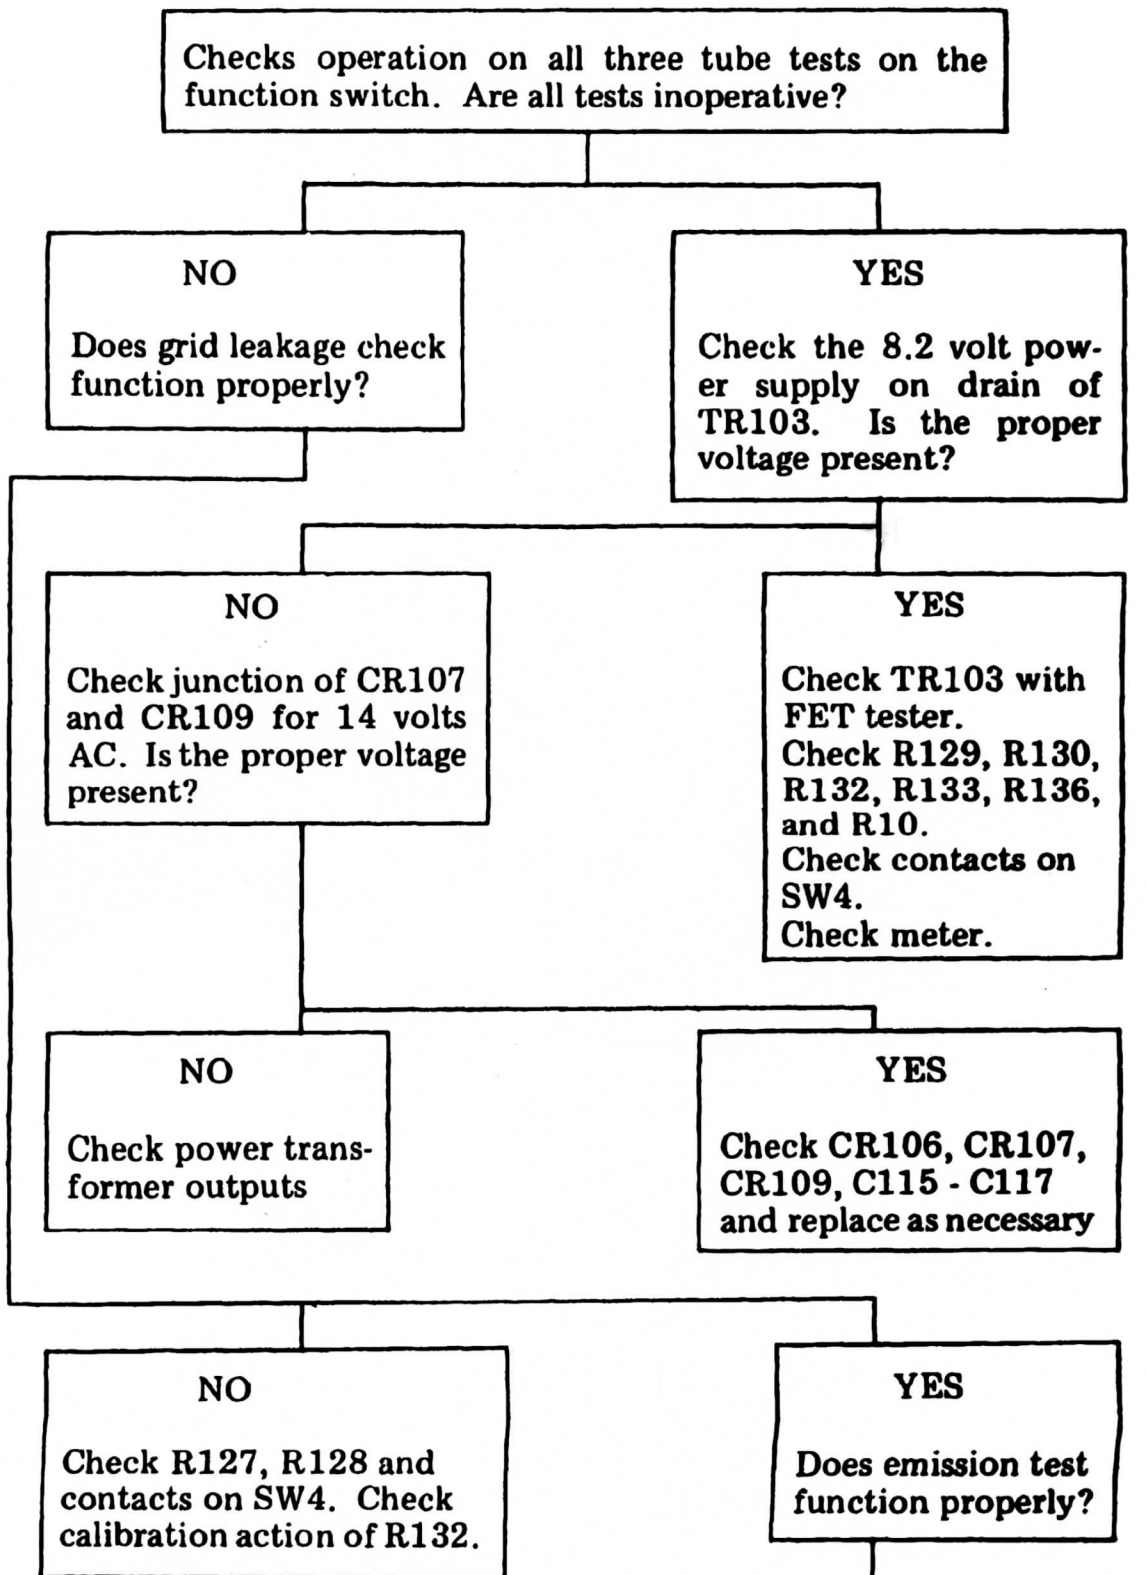 Checks operation on all three tube tests on the
function switch. Are all tests inoperative?
NO
Does grid leakage check
function properly?
YES
Check the 8.2 volt pow-
er supply on drain of
TR103. Is the proper
voltage present?
NO
Check junction of CR107
and CR109 for 14 volts
AC. Is the proper voltage
present?
YES
Check TR103 with
FET tester.
Check R129, R130,
R132, R133, R136,
and R10.
Check contacts on
SW4.
Check meter.
NO
Check power trans-
former outputs
YES
Check CR106, CR107,
CR109, C115 - C117
and replace as necessary
NO
Check R127, R128 and
contacts on SW4. Check
calibration action of R132.
YES
Does emission test
function properly?